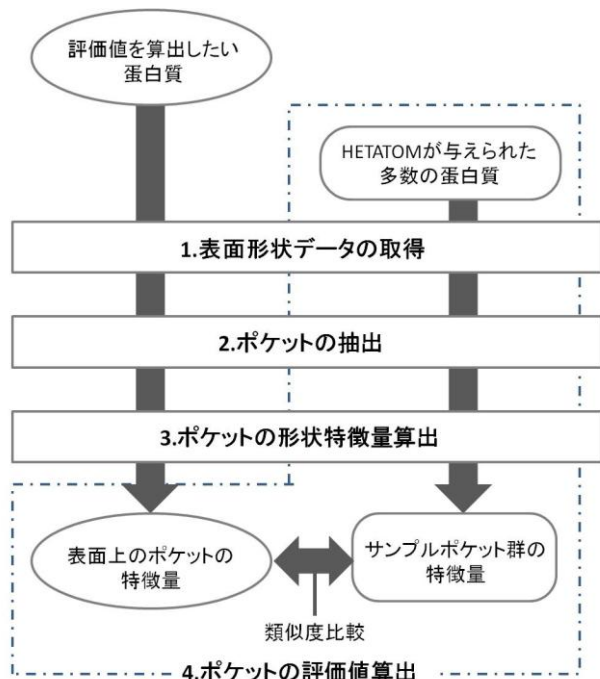 評価値を算出したい
蛋白質
HETATOMが与えられた
多数の蛋白質
1.表面形状データの取得
2.ポケットの抽出
3.ポケットの形状特徴量算出
表面上のポケットの
特徴量
サンプルポケット群の
特徴量
類似度比較
4.ポケットの評価値算出